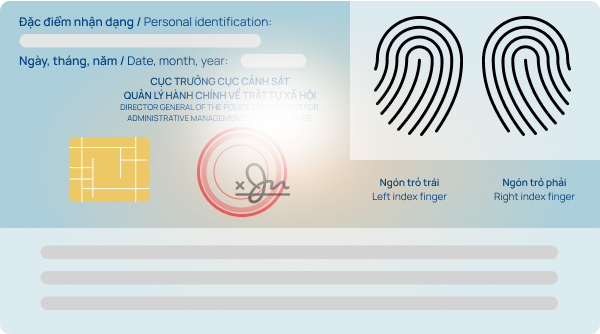 Đặc điểm nhận dạng / Personal identification:
Ngày, tháng, năm / Date, month, year:
CỤC TRƯỞNG CỤC CẢNH SÁT
QUẢN LÝ HÀNH CHÍNH VỀ TRẬT TỰ XÃ HỘI
DIRECTOR GENERAL OF THE POLICE DEPARTMENT FOR
ADMINISTRATIVE MANAGEMENT
Ngón trỏ trái
Left index finger
Ngón trỏ phải
Right index finger